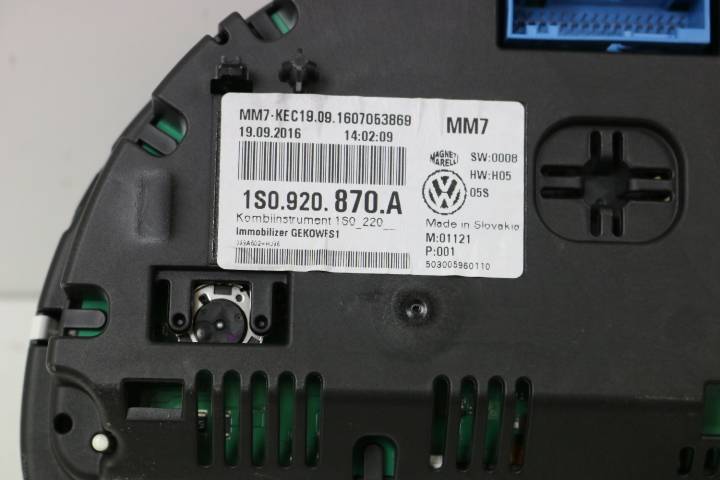 MM7-KEC19.09.1607063869
19.09.2016 14:02:09
MM7
MAGNETI
MARELLI
SW:0008
HW:H05
05S
1S0.920.870.A
Kombiinstrument 1S0_220__
Immobilizer GEKOWFS1
Made in Slovakia
M:01121
P:001
503005960110